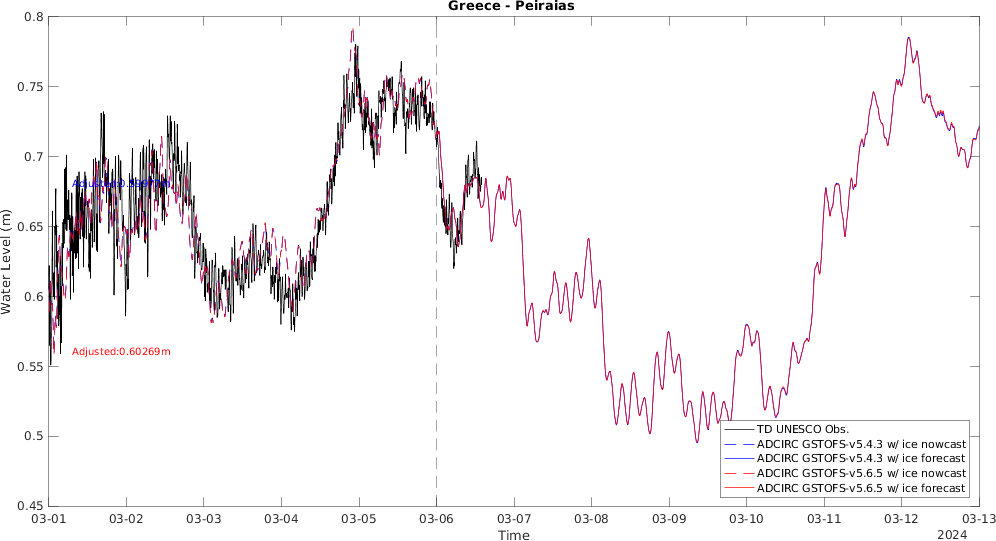 Greece - Peiraias
Water Level (m)
0.8
0.75
0.7
0.65
0.6
0.55
0.5
0.45
Adjusted:0.60269m
TD UNESCO Obs.
ADCIRC GSTOFS-v5.4.3 w/ ice nowcast
ADCIRC GSTOFS-v5.4.3 w/ ice forecast
ADCIRC GSTOFS-v5.6.5 w/ ice nowcast
ADCIRC GSTOFS-v5.6.5 w/ ice forecast
03-01 03-02 03-03 03-04 03-05 03-06 03-07 03-08 03-09 03-10 03-11 03-12 03-13
Time
2024